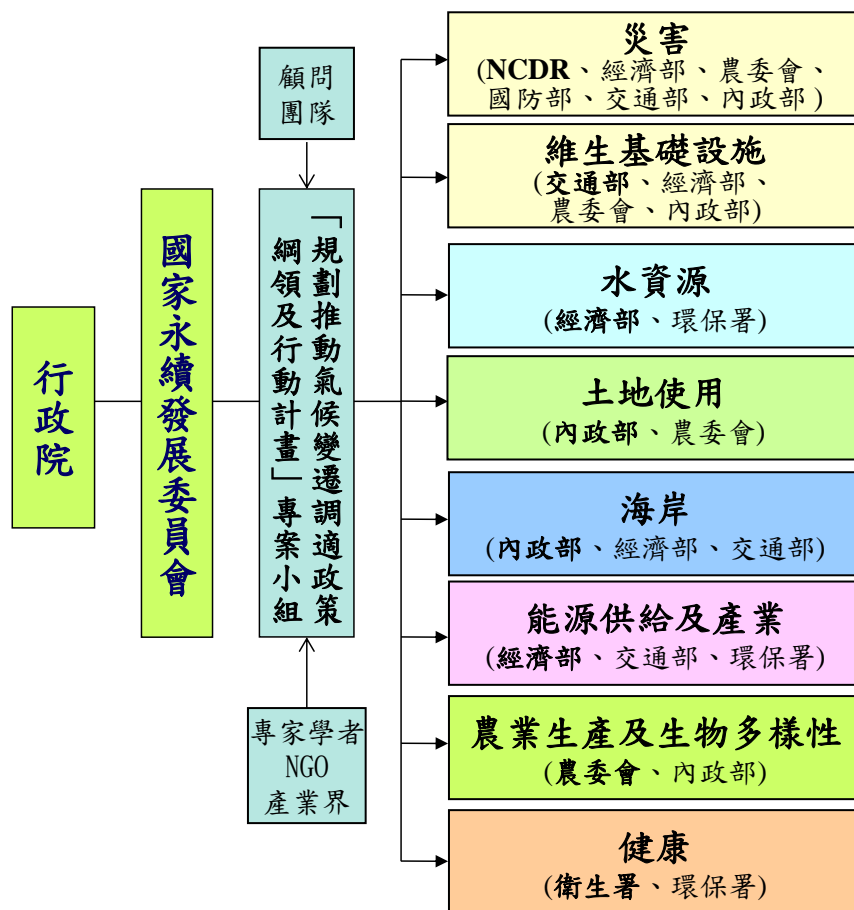 行政院
國家永續發展委員會
顧問
團隊
「規劃推動氣候變遷調適政策
綱領及行動計畫」專案小組
專家學者
NGO
產業界
災害
(NCDR、經濟部、農委會、
國防部、交通部、內政部)
維生基礎設施
(交通部、經濟部、
農委會、內政部)
水資源
(經濟部、環保署)
土地使用
(內政部、農委會)
海岸
(內政部、經濟部、交通部)
能源供給及產業
(經濟部、交通部、環保署)
農業生產及生物多樣性
(農委會、內政部)
健康
(衛生署、環保署)